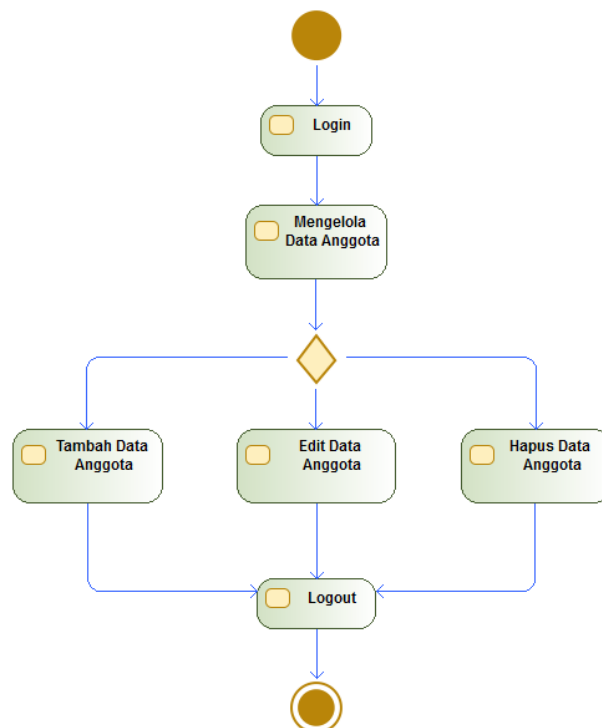 Login
Mengelola
Data Anggota
Tambah Data
Anggota
Edit Data
Anggota
Hapus Data
Anggota
Logout